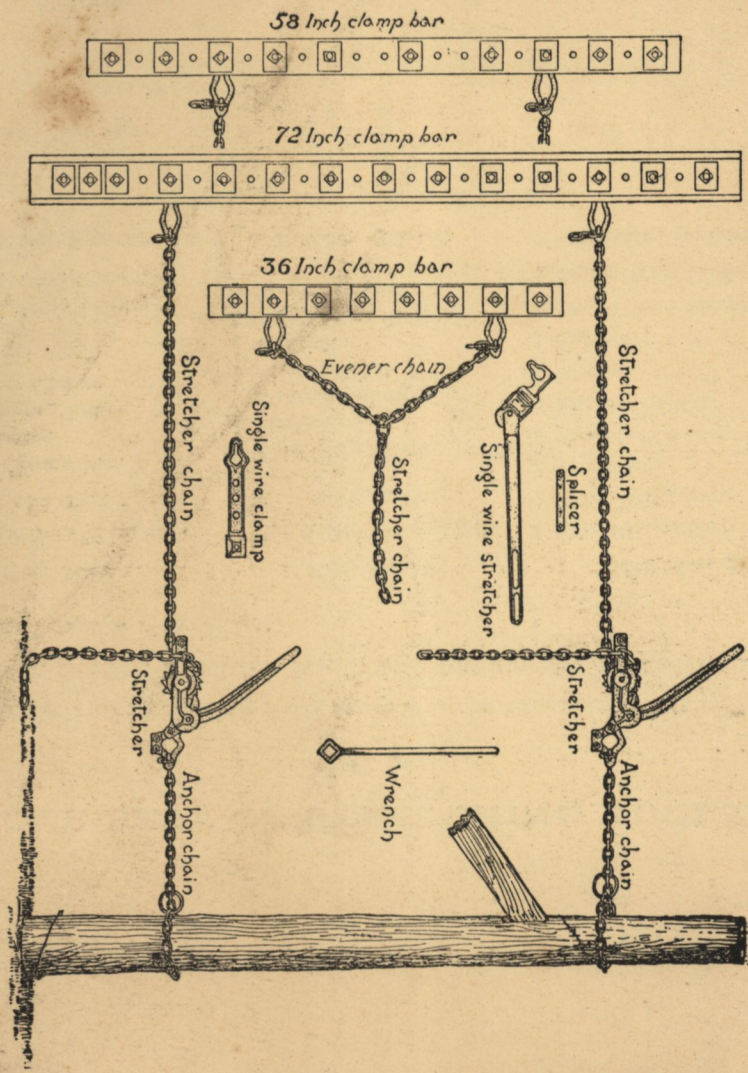 58 Inch clamp bar
72 Inch clamp bar
36 Inch clamp bar
Evener chain
Stretcher chain
Single wire clamp
Stretcher chain
Single wire stretcher
Splicer
Stretcher chain
Stretcher
Anchor chain
Wrench
Stretcher
Anchor chain